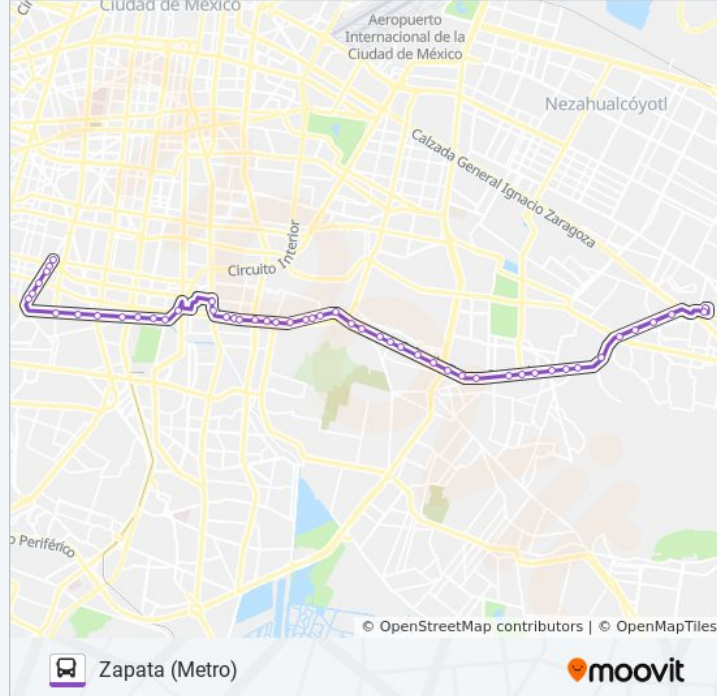 Ciudad de México
Aeropuerto
Internacional de la
Ciudad de México
Nezahualcóyotl
Calzada General Ignacio Zaragoza
Circuito Interior
Periférico
© OpenStreetMap contributors | © OpenMapTiles
Zapata (Metro)
moovit